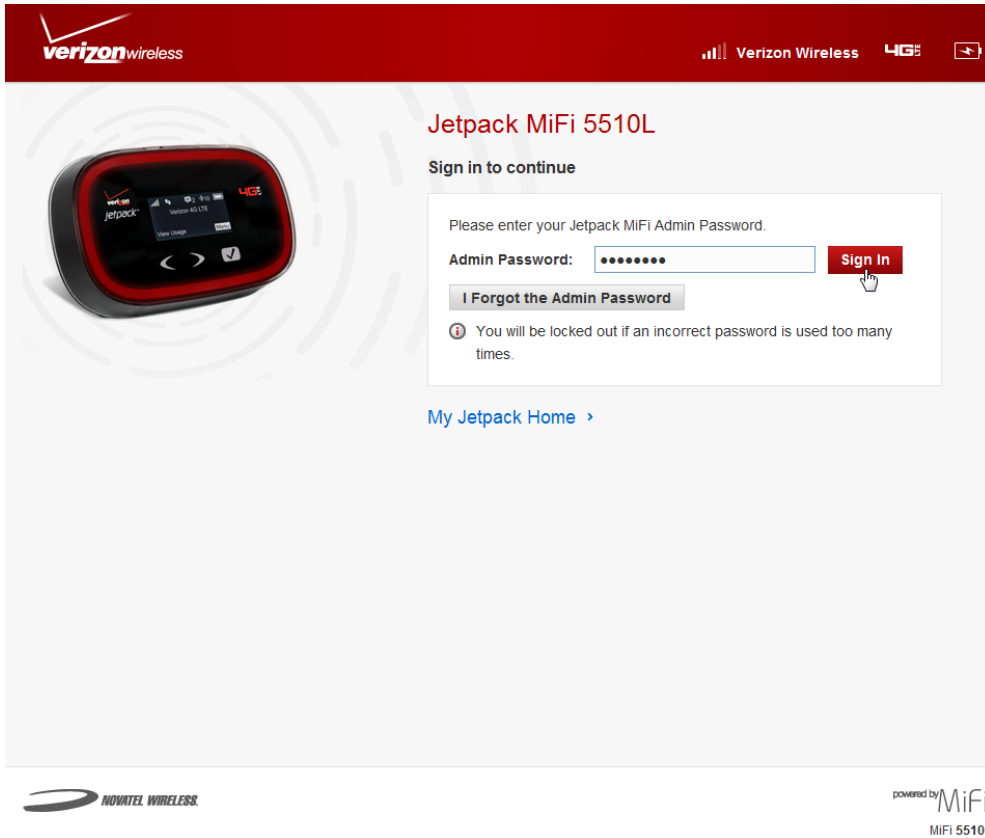 verizonwireless
Verizon Wireless 4G LTE
Jetpack MiFi 5510L
Sign in to continue
Please enter your Jetpack MiFi Admin Password.
Admin Password: •••••••• Sign In
I Forgot the Admin Password
You will be locked out if an incorrect password is used too many
times.
My Jetpack Home ›
verizon
jetpack
4G LTE
Verizon 4G LTE
View Usage Menu
NOVATEL WIRELESS.
powered by MiFi
MiFi 5510